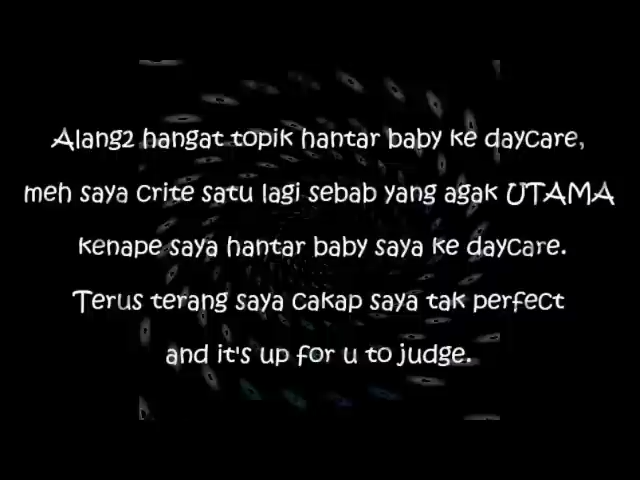 Alang2 hangat topik hantar baby ke daycare,
meh saya crite satu lagi sebab yang agak UTAMA
kenape saya hantar baby saya ke daycare.
Terus terang saya cakap saya tak perfect
and it's up for u to judge.